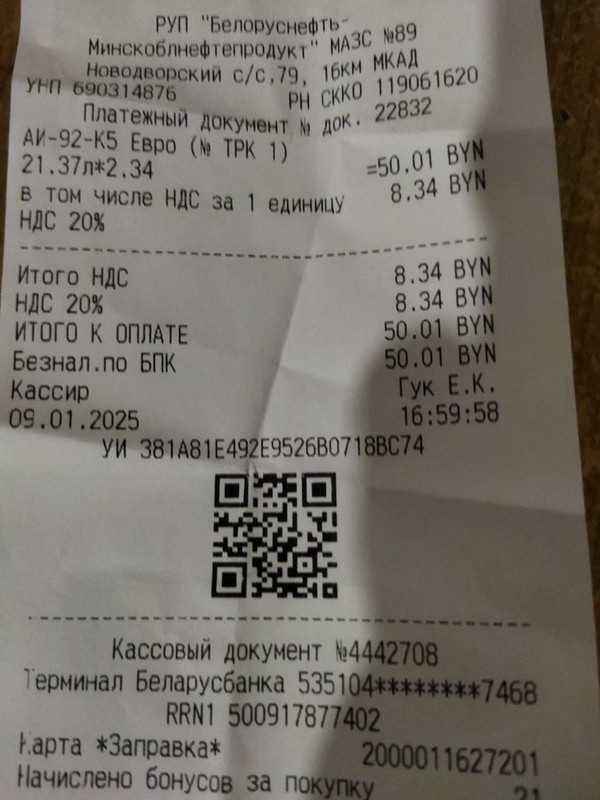 РУП "Белоруснефть-
Минскоблнефтепродукт" МАЗС №89
Новодворский с/с,79, 16км МКАД
УНП 690314876 РН СККО 119061620
Платежный документ № док. 22832
АИ-92-К5 Евро (№ ТРК 1)
21.37л*2.34 =50.01 BYN
в том числе НДС за 1 единицу 8.34 BYN
НДС 20%
Итого НДС 8.34 BYN
НДС 20% 8.34 BYN
ИТОГО К ОПЛАТЕ 50.01 BYN
Безнал.по БПК 50.01 BYN
Кассир Гук Е.К.
09.01.2025 16:59:58
УИ 381A81E492E9526B0718BC74
Кассовый документ №4442708
Терминал Беларусбанка 535104********7468
RRN1 500917877402
Карта *Заправка* 2000011627201
Начислено бонусов за покупку 21